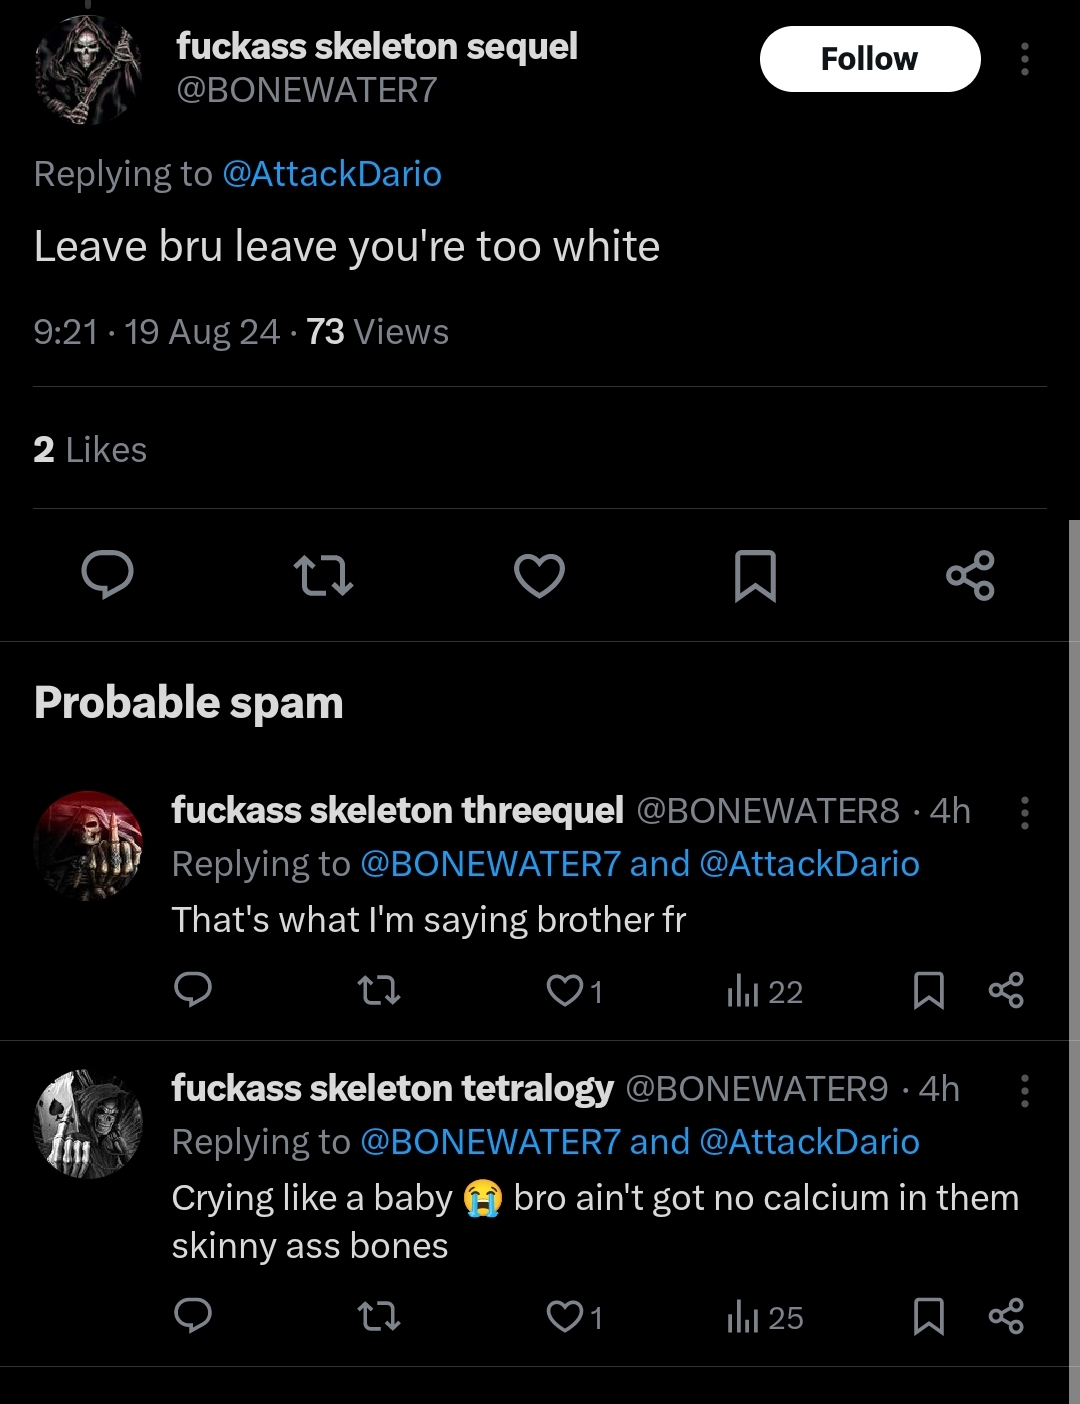 fuckass skeleton sequel
@BONEWATER7
Follow
Replying to @AttackDario
Leave bru leave you're too white
9:21 · 19 Aug 24 · 73 Views
2 Likes
Probable spam
fuckass skeleton threequel @BONEWATER8 · 4h
Replying to @BONEWATER7 and @AttackDario
That's what I'm saying brother fr
1 22
fuckass skeleton tetralogy @BONEWATER9 · 4h
Replying to @BONEWATER7 and @AttackDario
Crying like a baby 😭 bro ain't got no calcium in them
skinny ass bones
1 25